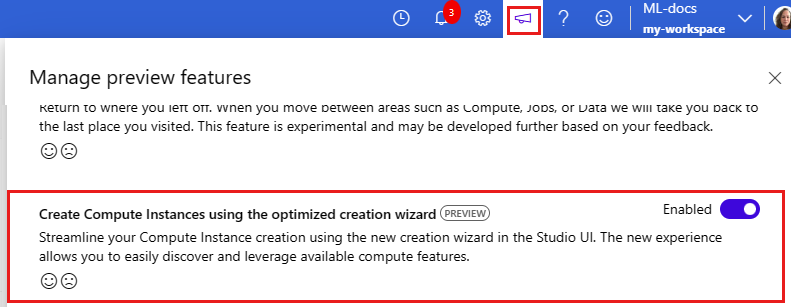 3
ML-docs
my-workspace
Manage preview features
Return to where you left off. When you move between areas such as Compute, Jobs, or Data we will take you back to
the last place you visited. This feature is experimental and may be developed further based on your feedback.
Create Compute Instances using the optimized creation wizard PREVIEW
Enabled
Streamline your Compute Instance creation using the new creation wizard in the Studio UI. The new experience
allows you to easily discover and leverage available compute features.